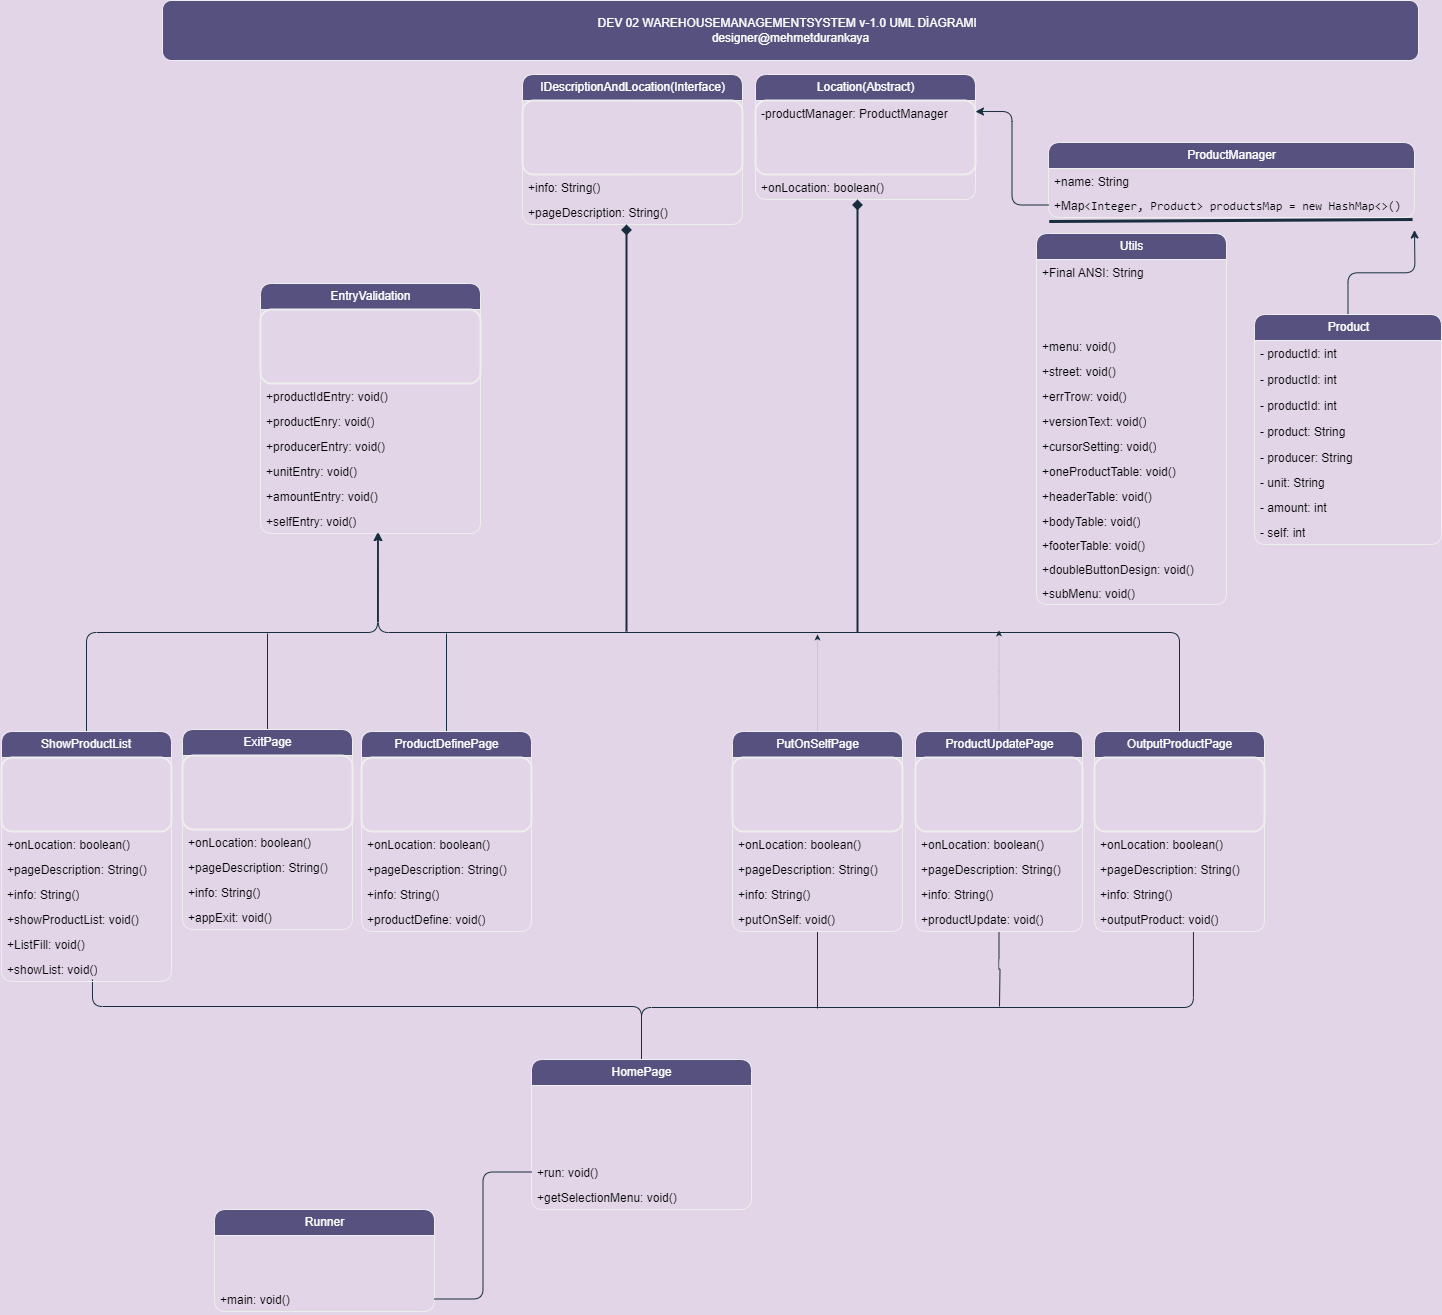 DEV 02 WAREHOUSEMANAGEMENTSYSTEM v-1.0 UML DİAGRAMI
designer@mehmetdurankaya
IDescriptionAndLocation(Interface)
+info: String()
+pageDescription: String()
Location(Abstract)
-productManager: ProductManager
+onLocation: boolean()
ProductManager
+name: String
+Map<Integer, Product> productsMap = new HashMap<>()
Utils
+Final ANSI: String
+menu: void()
+street: void()
+errTrow: void()
+versionText: void()
+cursorSetting: void()
+oneProductTable: void()
+headerTable: void()
+bodyTable: void()
+footerTable: void()
+doubleButtonDesign: void()
+subMenu: void()
Product
- productId: int
- productId: int
- productId: int
- product: String
- producer: String
- unit: String
- amount: int
- self: int
EntryValidation
+productIdEntry: void()
+productEnry: void()
+producerEntry: void()
+unitEntry: void()
+amountEntry: void()
+selfEntry: void()
ShowProductList
+onLocation: boolean()
+pageDescription: String()
+info: String()
+showProductList: void()
+ListFill: void()
+showList: void()
ExitPage
+onLocation: boolean()
+pageDescription: String()
+info: String()
+appExit: void()
ProductDefinePage
+onLocation: boolean()
+pageDescription: String()
+info: String()
+productDefine: void()
PutOnSelfPage
+onLocation: boolean()
+pageDescription: String()
+info: String()
+putOnSelf: void()
ProductUpdatePage
+onLocation: boolean()
+pageDescription: String()
+info: String()
+productUpdate: void()
OutputProductPage
+onLocation: boolean()
+pageDescription: String()
+info: String()
+outputProduct: void()
HomePage
+run: void()
+getSelectionMenu: void()
Runner
+main: void()